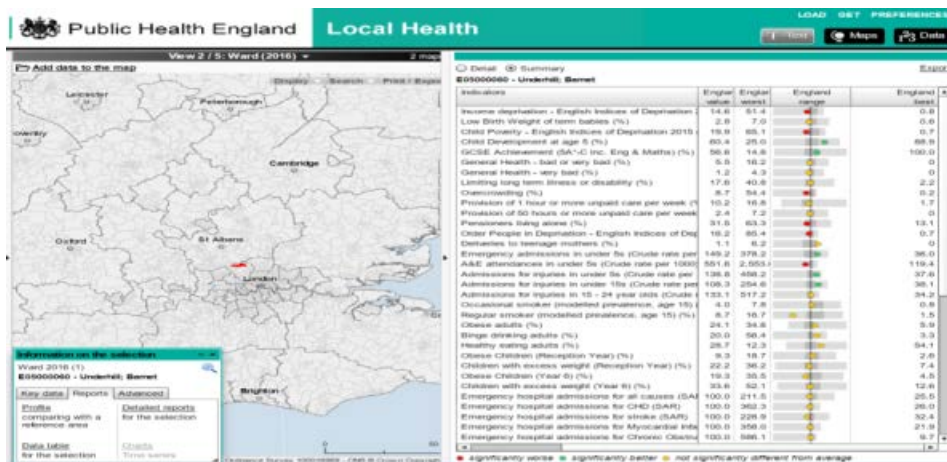 Public Health England
Local Health
LOAD GET PREFERENCES
Text Maps 123 Data
View 2 / 5: Ward (2016)
2 map
Add data to the map
Display Search Print / Export
Leicester
Peterborough
oventry
Cambridge
Oxford
St Albans
London
Brighton
Information on the selection
Ward 2016 (1)
E05000060 - Underhill; Barnet
Key data Reports Advanced
Profile
comparing with a
reference area
Detailed reports
for the selection
Data table
for the selection
Charts
Time series
Detail Summary
Export
E05000060 - Underhill; Barnet
Indicators England value England worst England range England best
Income deprivation - English Indices of Deprivation 14.6 51.4 0.8
Low Birth Weight of term babies (%) 2.8 7.0 0.6
Child Poverty - English Indices of Deprivation 2015 19.9 65.1 0.7
Child Development at age 5 (%) 60.4 25.0 88.9
GCSE Achievement (5A*-C inc. Eng & Maths) (%) 56.6 14.8 100.0
General Health - bad or very bad (%) 5.5 16.2 0
General Health - very bad (%) 1.2 4.3 0
Limiting long term illness or disability (%) 17.6 40.8 2.2
Overcrowding (%) 8.7 54.4 0.2
Provision of 1 hour or more unpaid care per week 10.2 16.8 1.7
Provision of 50 hours or more unpaid care per week 2.4 7.2 0
Pensioners living alone (%) 31.5 63.3 13.1
Older People in Deprivation - English Indices of Dep 16.2 85.4 0.7
Deliveries to teenage mothers (%) 1.1 6.2 0
Emergency admissions in under 5s (Crude rate per 149.2 378.2 36.0
A&E attendances in under 5s (Crude rate per 1000 551.6 119.4
Admissions for injuries in under 5s (Crude rate per 138.8 458.2 37.6
Admissions for injuries in under 15s (Crude rate per 108.3 254.6 38.1
Admissions for injuries in 15 - 24 year olds (Crude 133.1 517.2 34.2
Occasional smoker (modelled prevalence, age 15) 4.0 7.8 0.8
Regular smoker (modelled prevalence, age 15) 8.7 16.7 1.5
Obese adults (%) 24.1 34.8 5.9
Binge drinking adults (%) 20.0 58.4 3.3
Healthy eating adults (%) 28.7 12.3 54.1
Obese Children (Reception Year) (%) 9.3 18.7 2.6
Children with excess weight (Reception Year) (%) 22.2 36.2 7.4
Obese Children (Year 6) (%) 19.3 35.5 4.5
Children with excess weight (Year 6) (%) 33.6 52.1 12.6
Emergency hospital admissions for all causes (SAR 100.0 211.5 25.5
Emergency hospital admissions for CHD (SAR) 100.0 362.3 26.0
Emergency hospital admissions for stroke (SAR) 100.0 228.9 32.4
Emergency hospital admissions for Myocardial Infa 100.0 358.0 21.9
Emergency hospital admissions for Chronic Obstru 100.0 586.1 9.7
significantly worse significantly better not significantly different from average